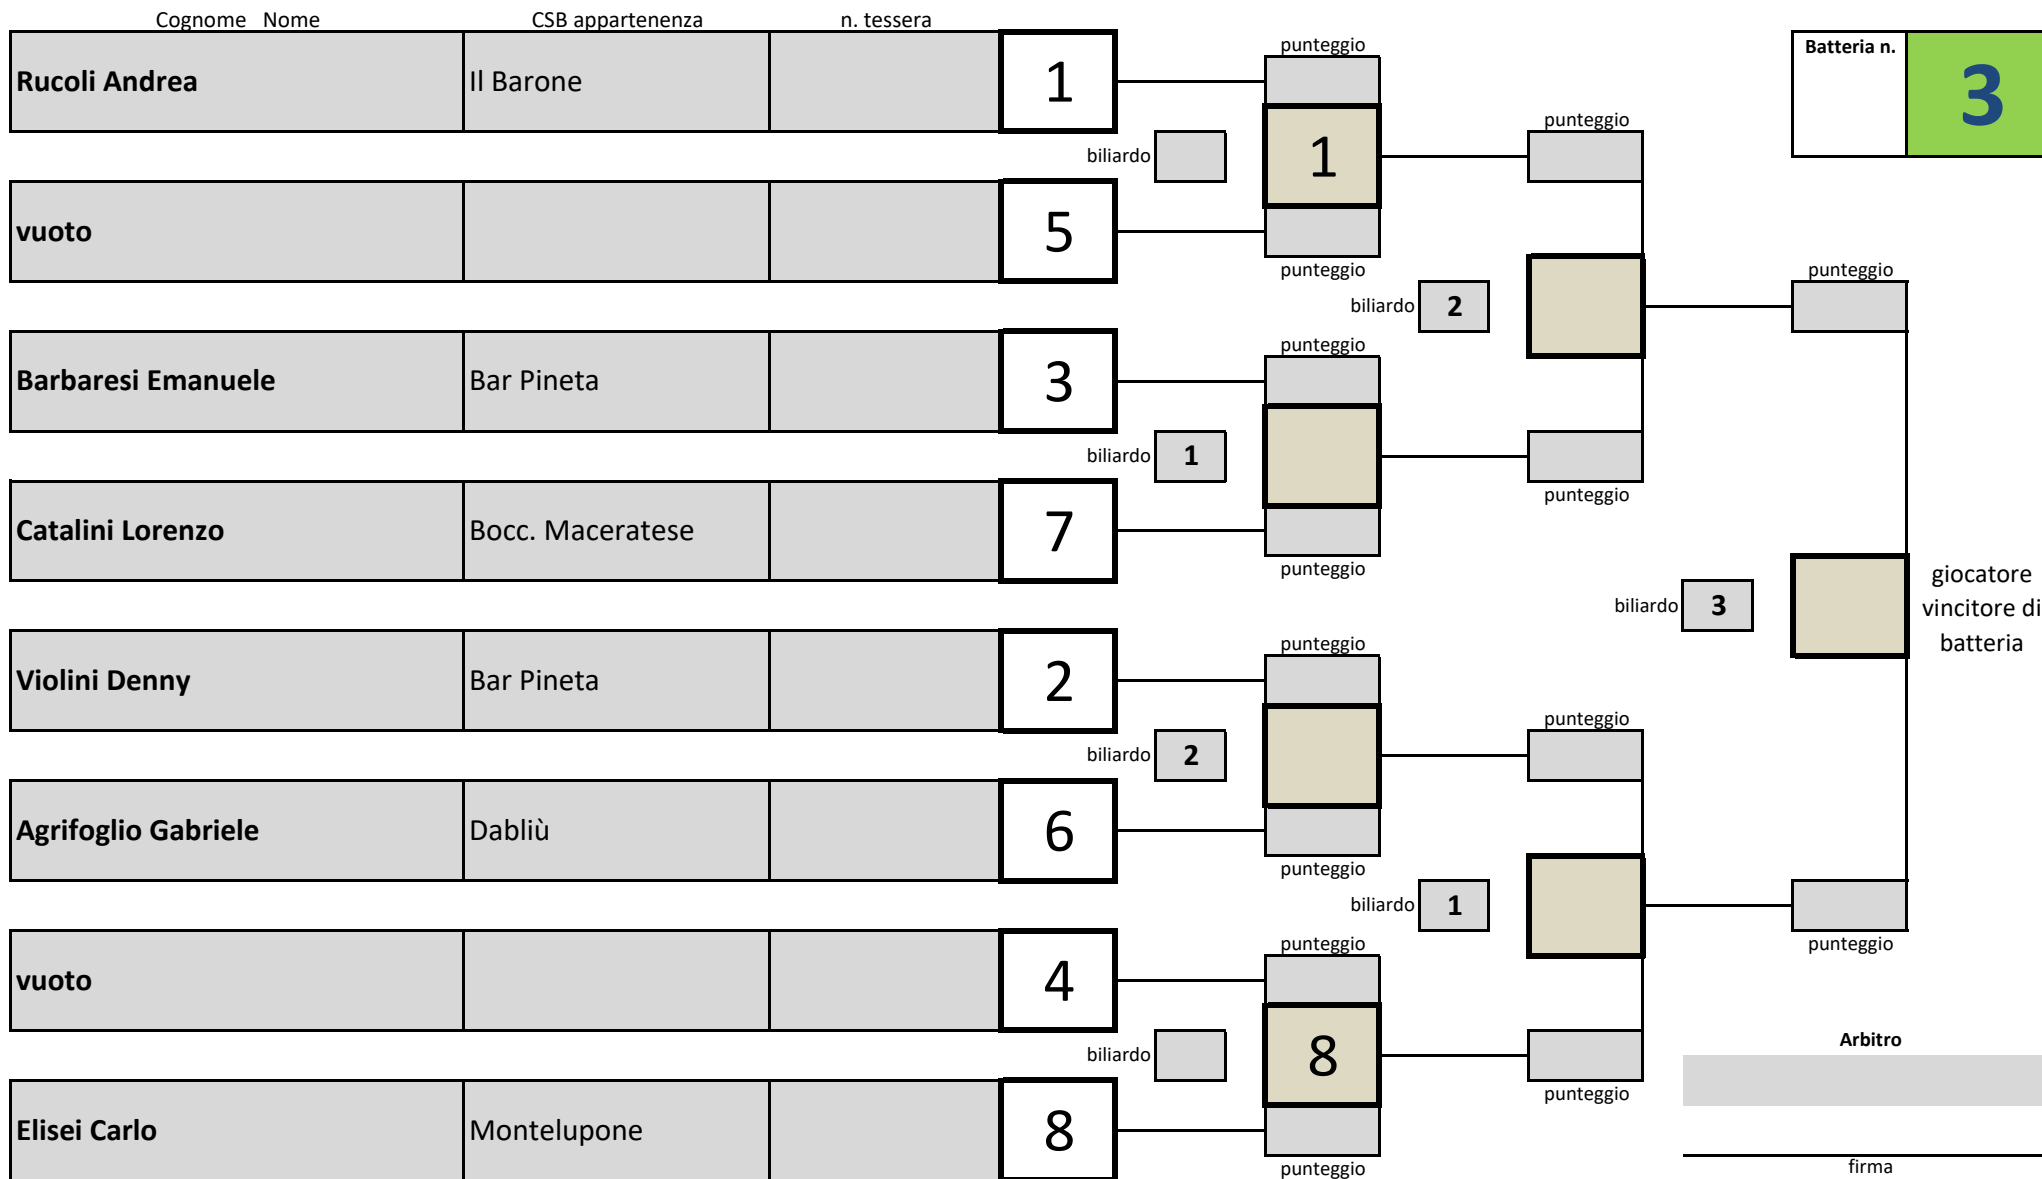 Cognome Nome CSB appartenenza n. tessera
Rucoli Andrea Il Barone 1
punteggio
Batteria n. 3
biliardo 1
punteggio
vuoto 5
punteggio
biliardo 2
punteggio
Barbaresi Emanuele Bar Pineta 3
punteggio
biliardo 1
Catalini Lorenzo Bocc. Maceratese 7
punteggio
punteggio
biliardo 3
giocatore
vincitore di
batteria
Violini Denny Bar Pineta 2
punteggio
biliardo 2
punteggio
Agrifoglio Gabriele Dabliù 6
punteggio
biliardo 1
vuoto 4
punteggio
punteggio
biliardo 8
punteggio
Arbitro
Elisei Carlo Montelupone 8
punteggio
firma